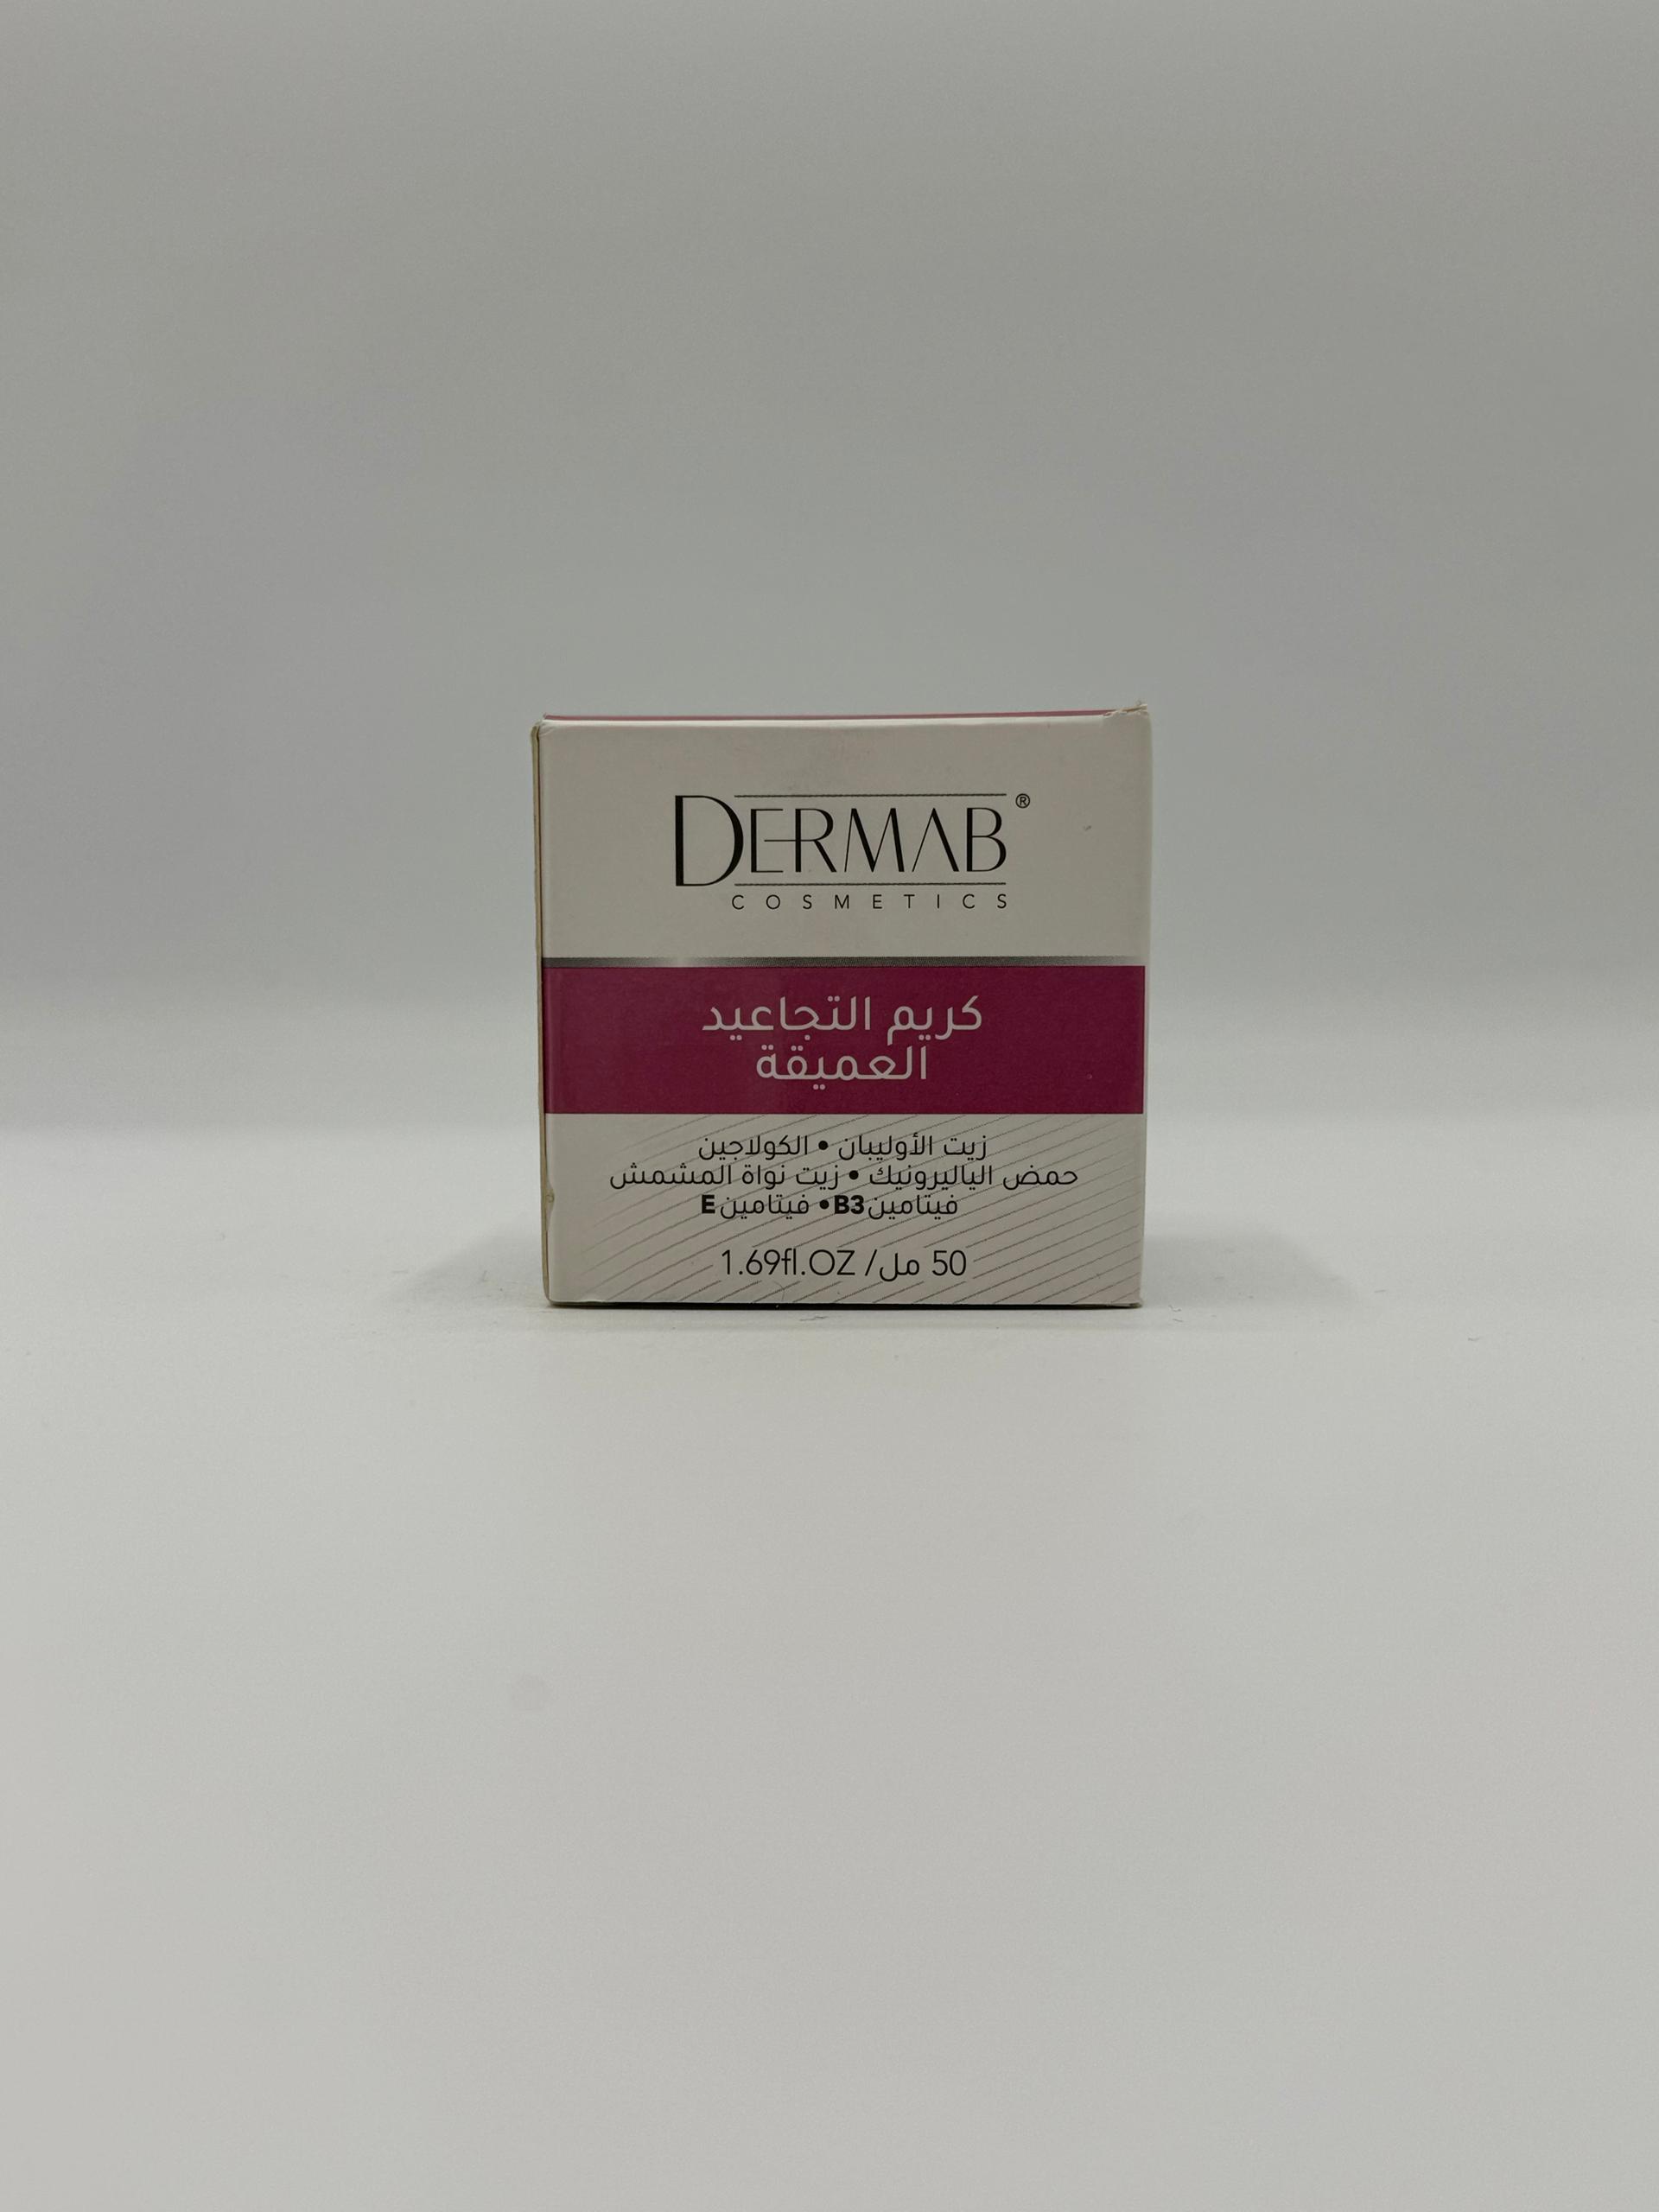 DERMAB®
COSMETICS
كريم التجاعيد
العميقة
زيت الأوليبان • الكولاجين
حمض الياليرونيك • زيت نواة المشمش
فيتامين B3 • فيتامين E
50 مل/ 1.69fl.OZ